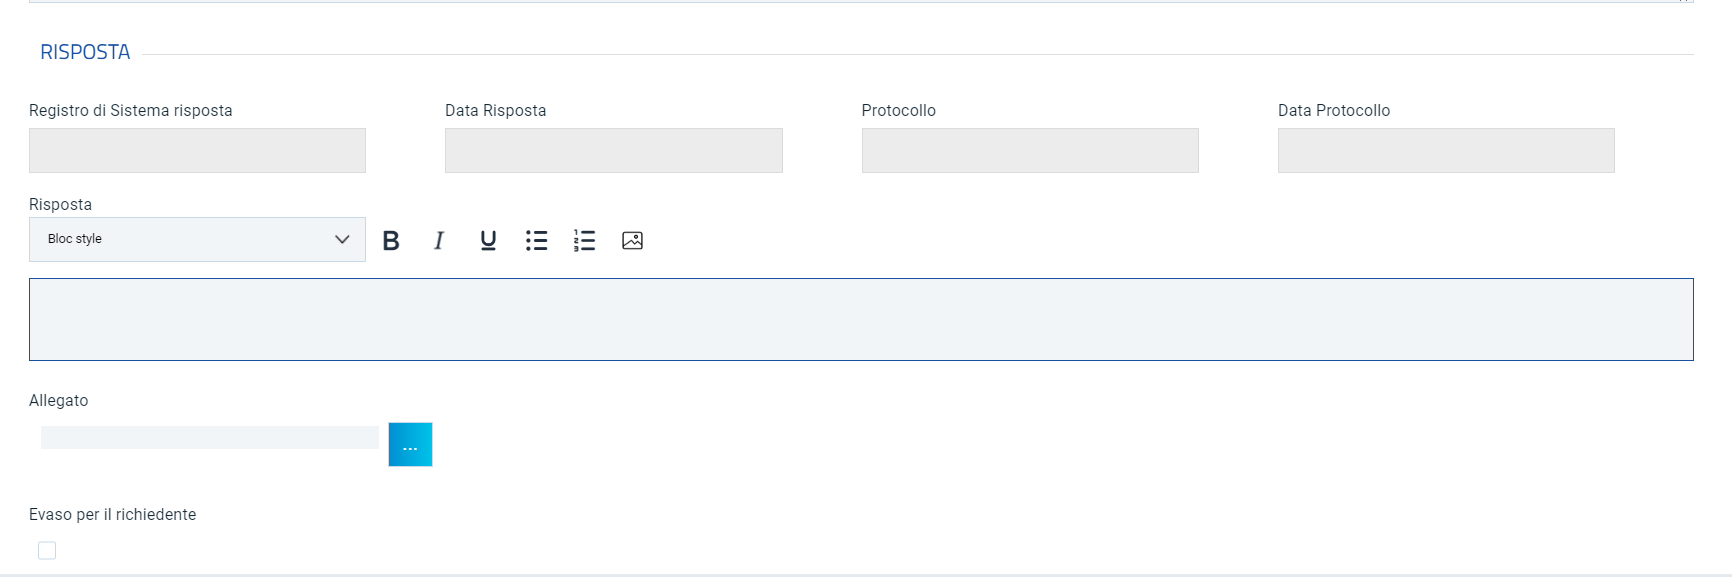 RISPOSTA
Registro di Sistema risposta Data Risposta Protocollo Data Protocollo
Risposta
Bloc style B I U
Allegato
...
Evaso per il richiedente